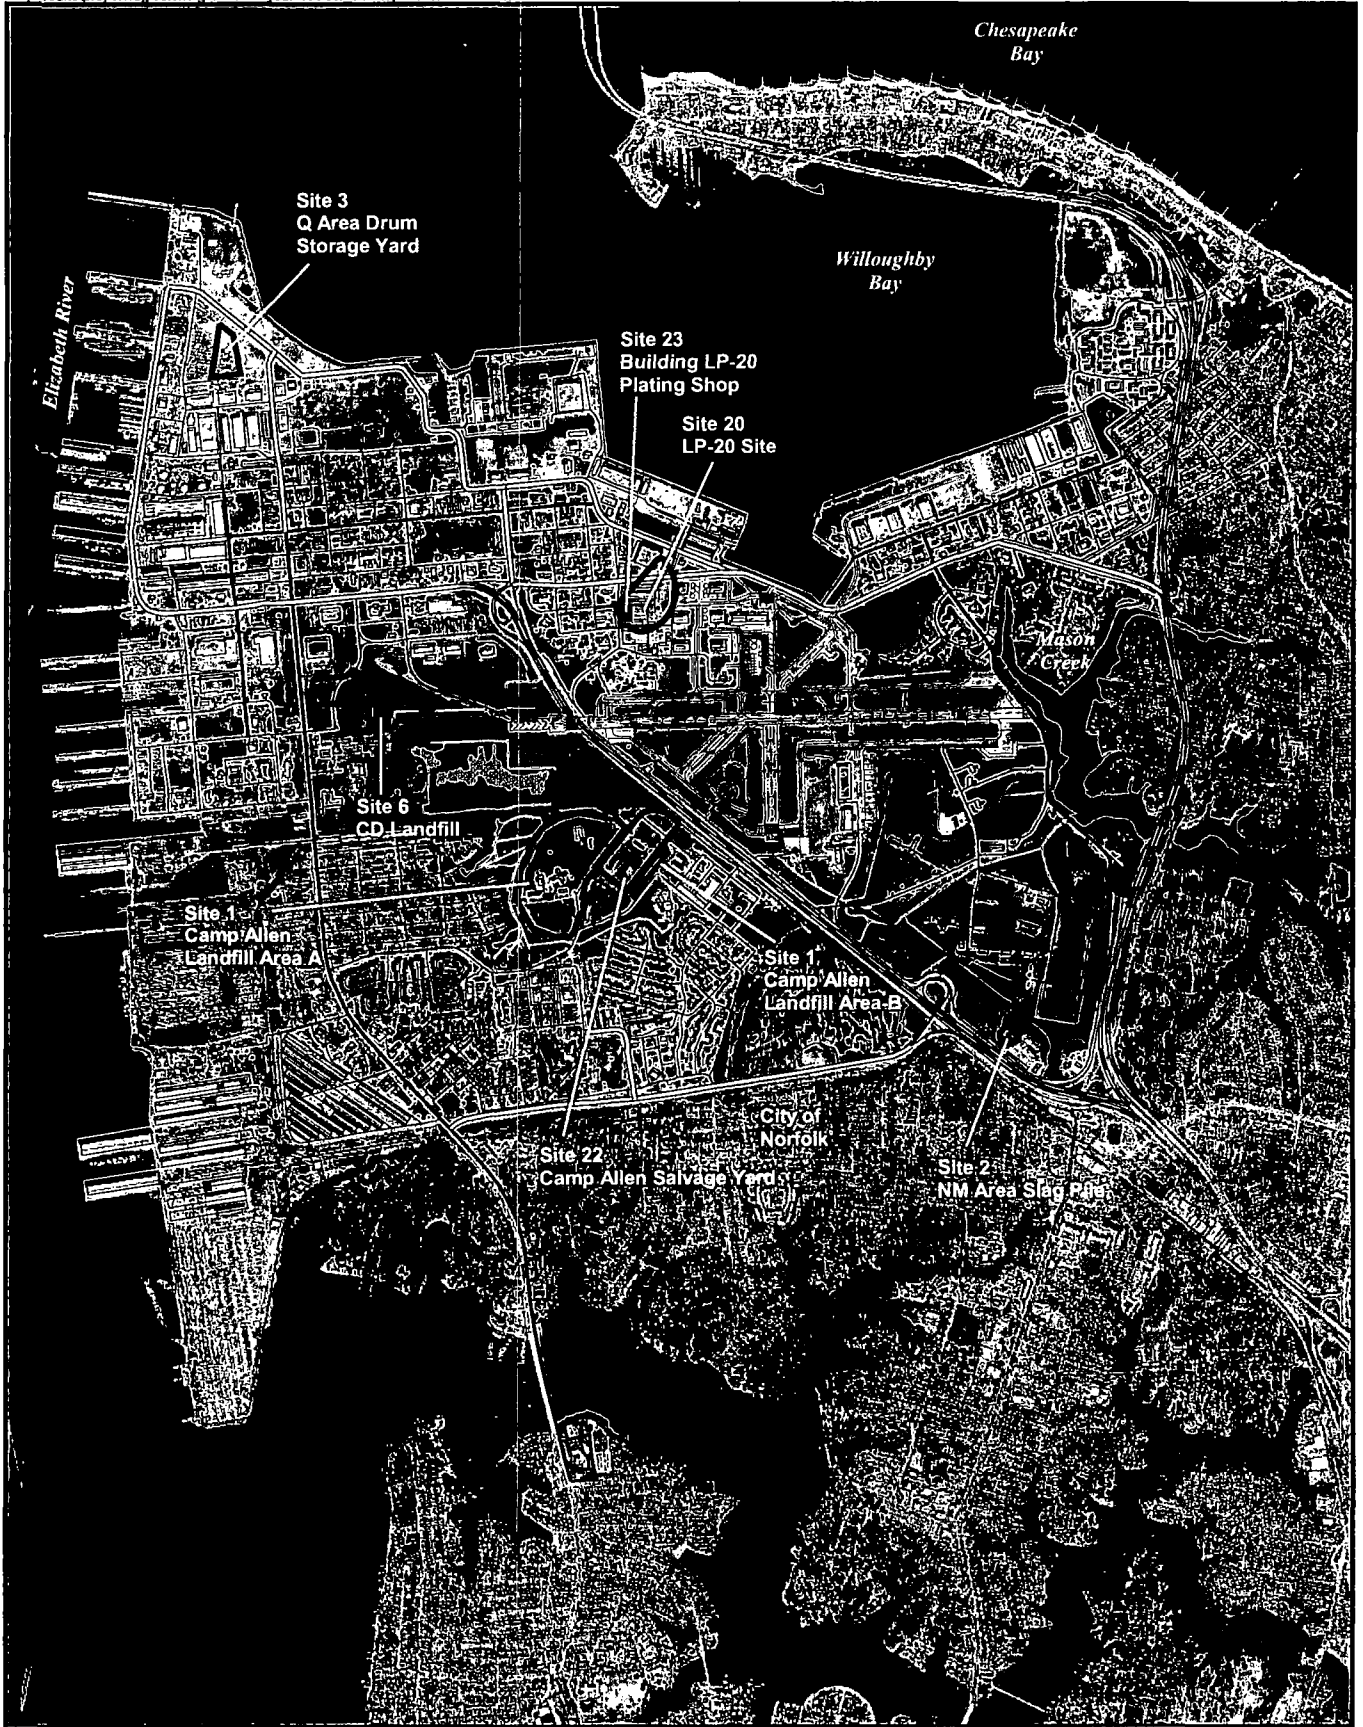 Chesapeake
Bay
Site 3
Q Area Drum
Storage Yard
Willoughby
Bay
Elizabeth River
Site 23
Building LP-20
Plating Shop
Site 20
LP-20 Site
Mason
Creek
Site 6
CD Landfill
Site 1
Camp Allen
Landfill Area A
Site 1
Camp Allen
Landfill Area B
City of
Norfolk
Site 22
Camp Allen Salvage Yard
Site 2
NM Area Slag Pile